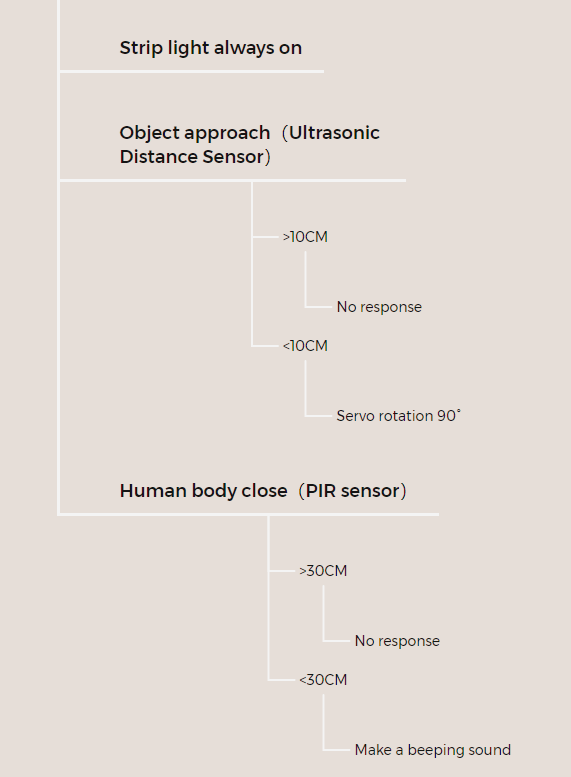 Strip light always on
Object approach（Ultrasonic
Distance Sensor）
>10CM
No response
<10CM
Servo rotation 90°
Human body close（PIR sensor）
>30CM
No response
<30CM
Make a beeping sound